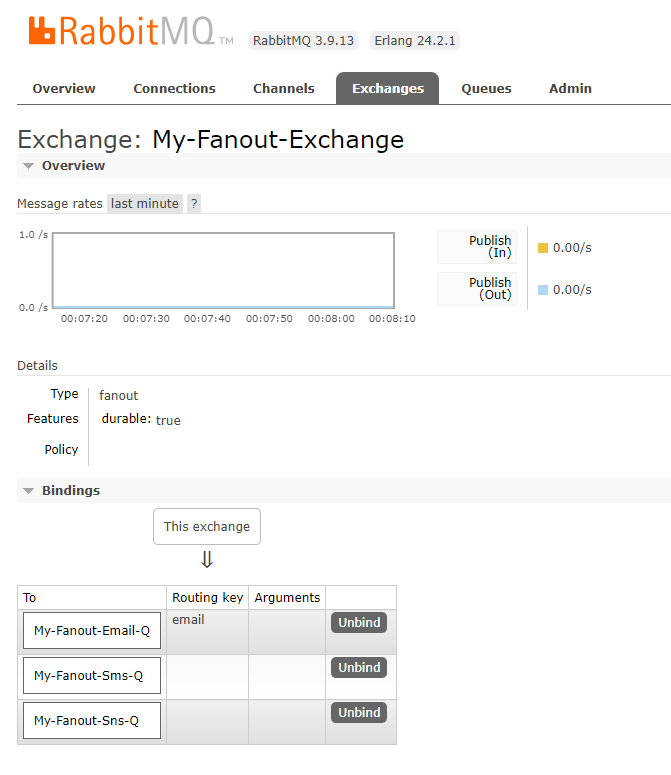 RabbitMQ TM RabbitMQ 3.9.13 Erlang 24.2.1
Overview Connections Channels Exchanges Queues Admin
Exchange: My-Fanout-Exchange
Overview
Message rates last minute ?
1.0 /s
0.0 /s
00:07:20 00:07:30 00:07:40 00:07:50 00:08:00 00:08:10
Publish
(In)
0.00/s
Publish
(Out)
0.00/s
Details
Type fanout
Features durable: true
Policy
Bindings
This exchange
⇓
To Routing key Arguments
My-Fanout-Email-Q email Unbind
My-Fanout-Sms-Q Unbind
My-Fanout-Sns-Q Unbind